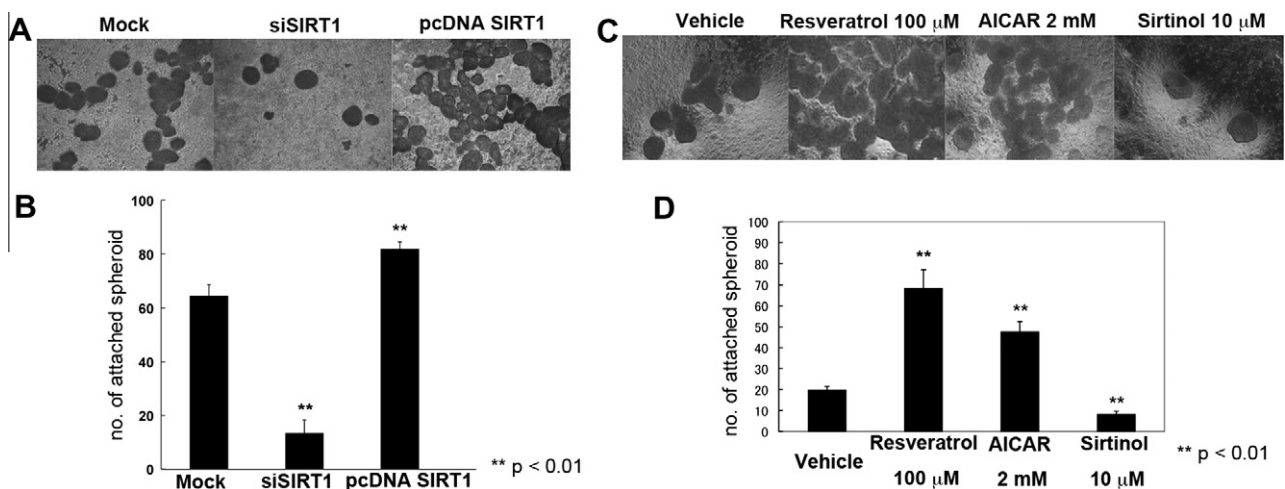 A
Mock
siSIRT1
pcDNA SIRT1
B
no. of attached spheroid
100
80
60
40
20
0
**
**
Mock
siSIRT1
pcDNA SIRT1
** p < 0.01
C
Vehicle
Resveratrol 100 μM
AICAR 2 mM
Sirtinol 10 μM
D
no. of attached spheroid
100
90
80
70
60
50
40
30
20
10
0
**
**
**
Vehicle
Resveratrol
100 μM
AICAR
2 mM
Sirtinol
10 μM
** p < 0.01